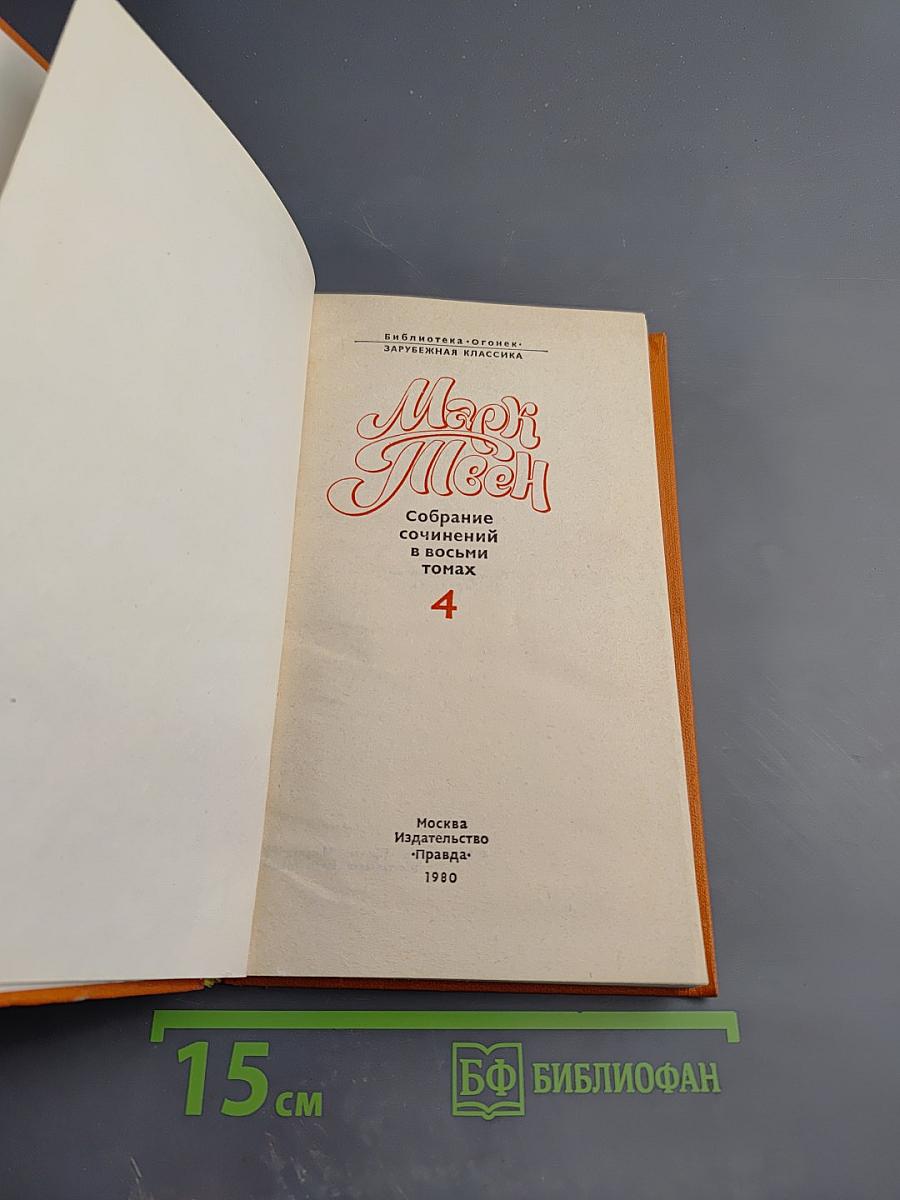 Библиотека «Огонек»
ЗАРУБЕЖНАЯ КЛАССИКА
Марк
Твен
Собрание
сочинений
в восьми
томах
4
Москва
Издательство
«Правда»
1980
15 см
БФ БИБЛИОФАН